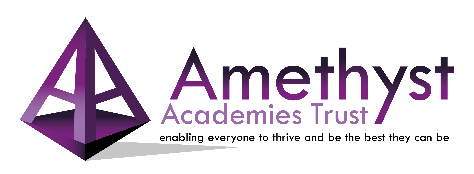 Amethyst
Academies Trust
enabling everyone to thrive and be the best they can be